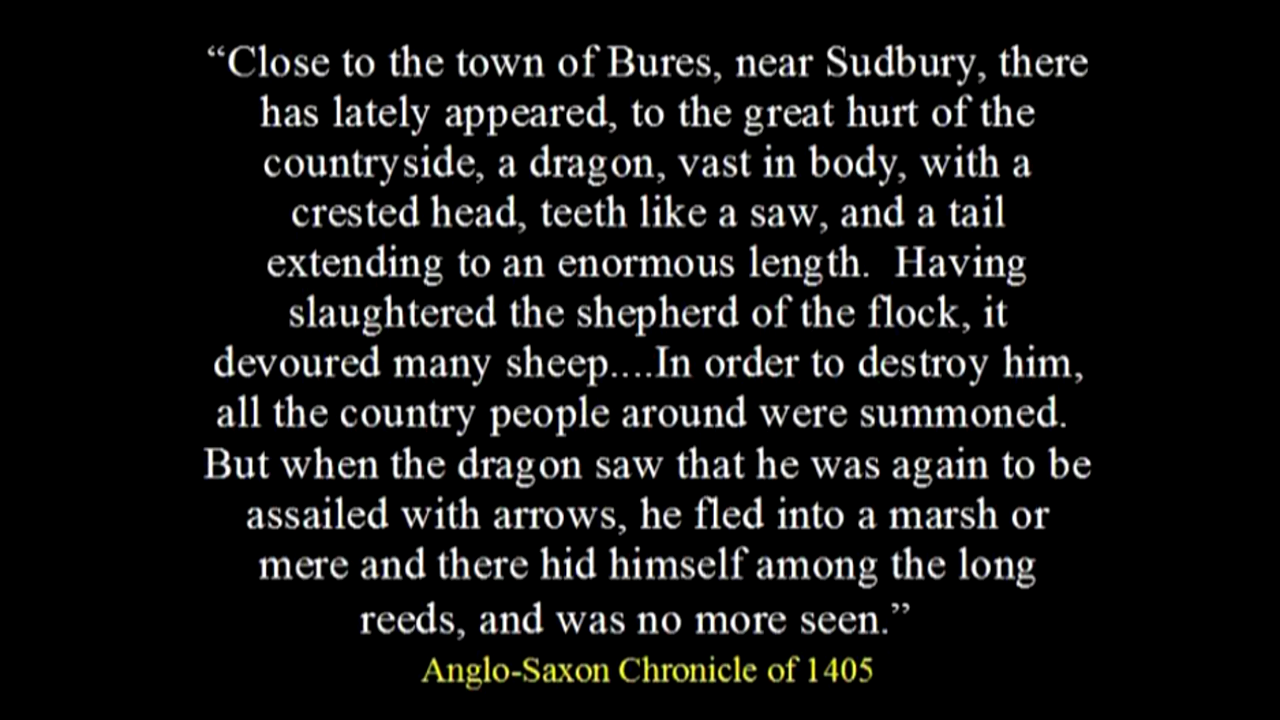 “Close to the town of Bures, near Sudbury, there
has lately appeared, to the great hurt of the
countryside, a dragon, vast in body, with a
crested head, teeth like a saw, and a tail
extending to an enormous length.  Having
slaughtered the shepherd of the flock, it
devoured many sheep....In order to destroy him,
all the country people around were summoned.
But when the dragon saw that he was again to be
assailed with arrows, he fled into a marsh or
mere and there hid himself among the long
reeds, and was no more seen.”
Anglo-Saxon Chronicle of 1405